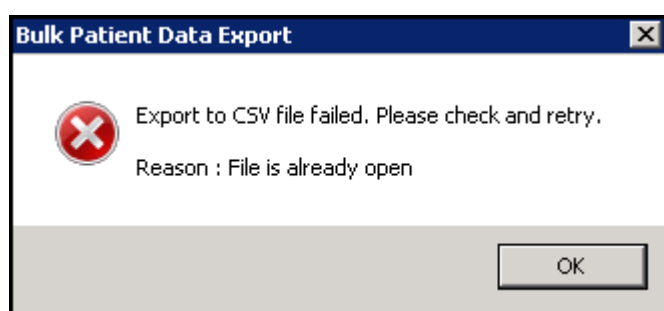 Bulk Patient Data Export
Export to CSV file failed. Please check and retry.
Reason : File is already open
OK